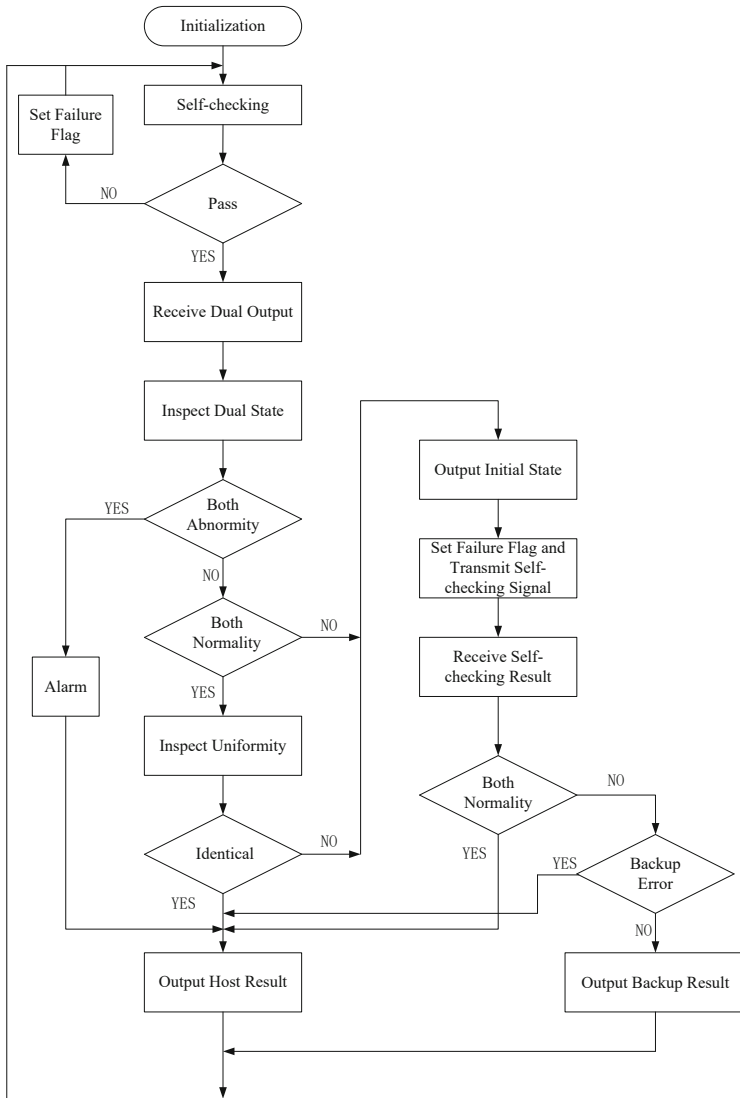 Initialization
Self-checking
Set Failure
Flag
NO
Pass
YES
Receive Dual Output
Inspect Dual State
Output Initial State
YES
Both
Abnormity
NO
Set Failure Flag and
Transmit Self-
checking Signal
Both
Normality
NO
Receive Self-
checking Result
Alarm
YES
Inspect Uniformity
Both
Normality
NO
Identical
NO
YES
YES
Backup
Error
YES
NO
Output Host Result
Output Backup Result